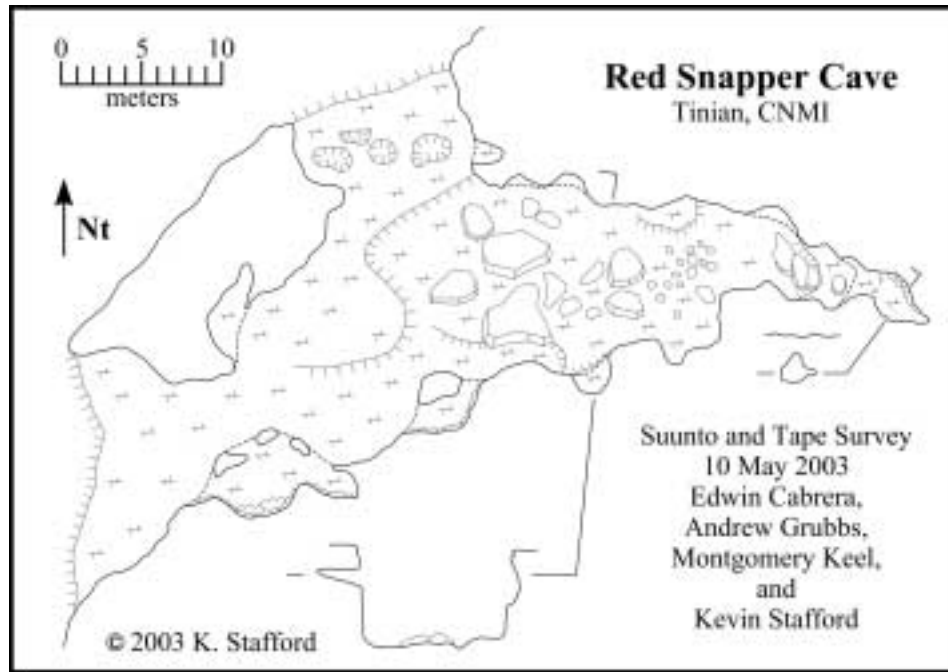 0 5 10
meters
Red Snapper Cave
Tinian, CNMI
Nt
Suunto and Tape Survey
10 May 2003
Edwin Cabrera,
Andrew Grubbs,
Montgomery Keel,
and
Kevin Stafford
© 2003 K. Stafford